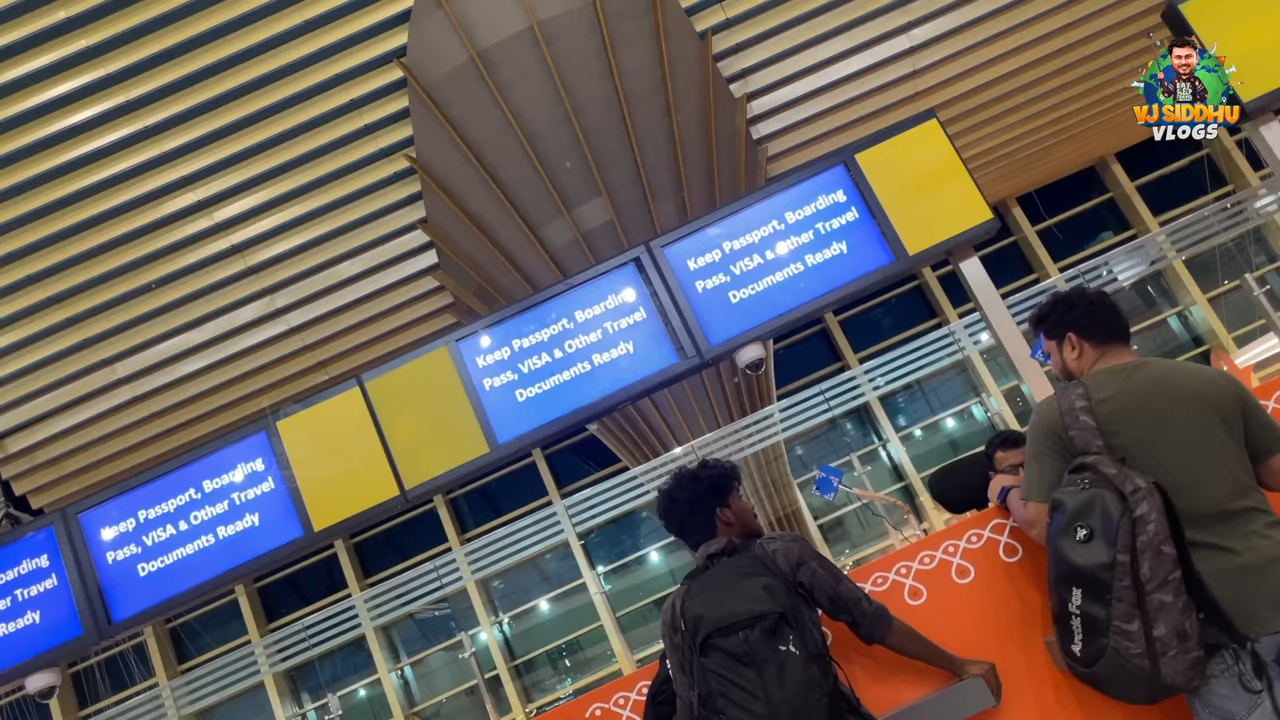 oarding
er Travel
Ready
Keep Passport, Boarding
Pass, VISA & Other Travel
Documents Ready
Keep Passport, Boarding
Pass, VISA & Other Travel
Documents Ready
Keep Passport, Boarding
Pass, VISA & Other Travel
Documents Ready
VJ SIDDHU
VLOGS
Arctic Fox